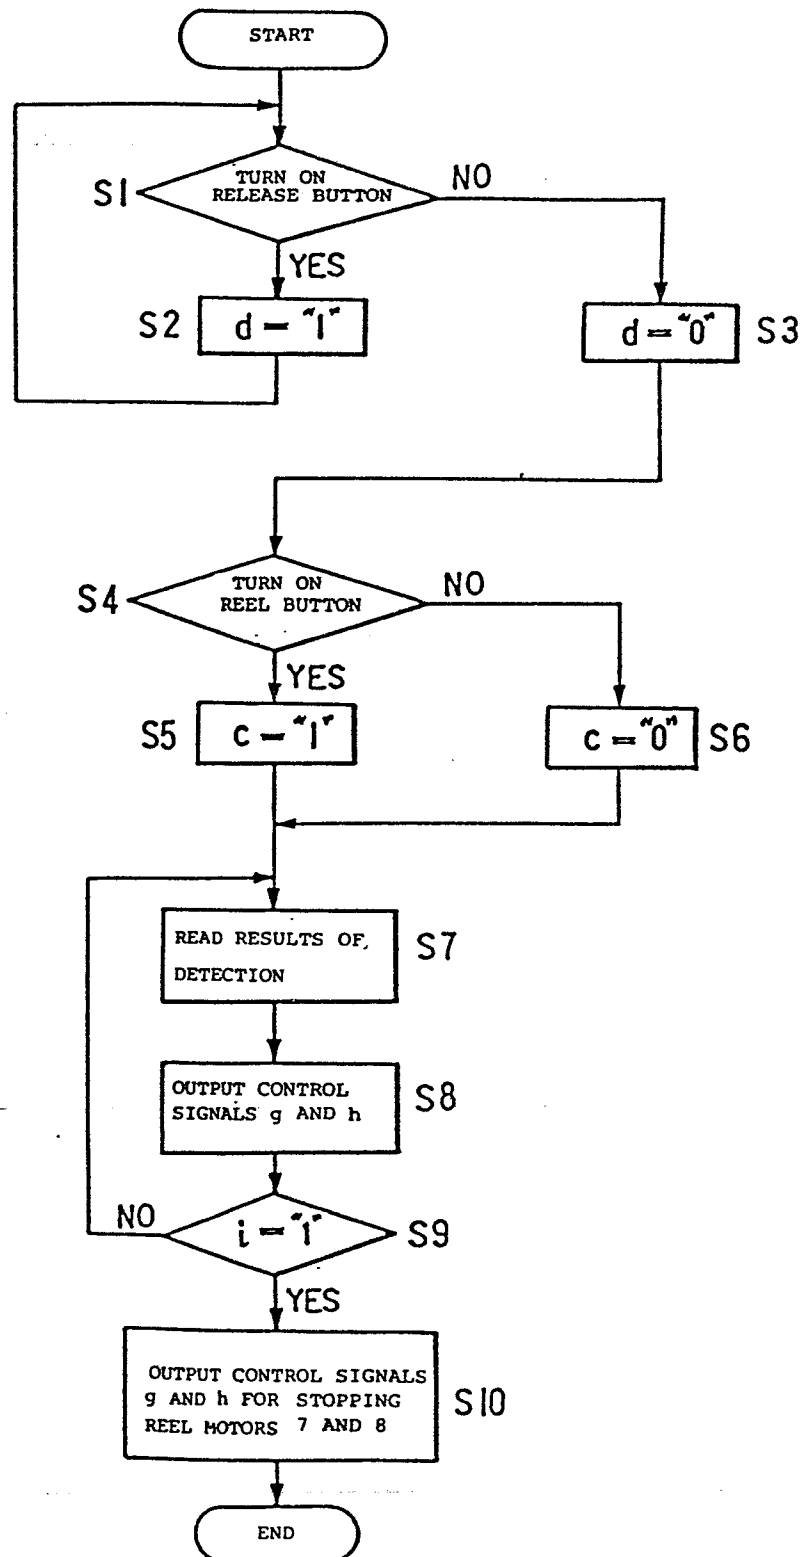 START
S1
TURN ON
RELEASE BUTTON
NO
YES
S2
d = "1"
d = "0"
S3
S4
TURN ON
REEL BUTTON
NO
YES
S5
c = "1"
c = "0"
S6
READ RESULTS OF
DETECTION
S7
OUTPUT CONTROL
SIGNALS g AND h
S8
NO
i = "1"
S9
YES
OUTPUT CONTROL SIGNALS
g AND h FOR STOPPING
REEL MOTORS 7 AND 8
S10
END